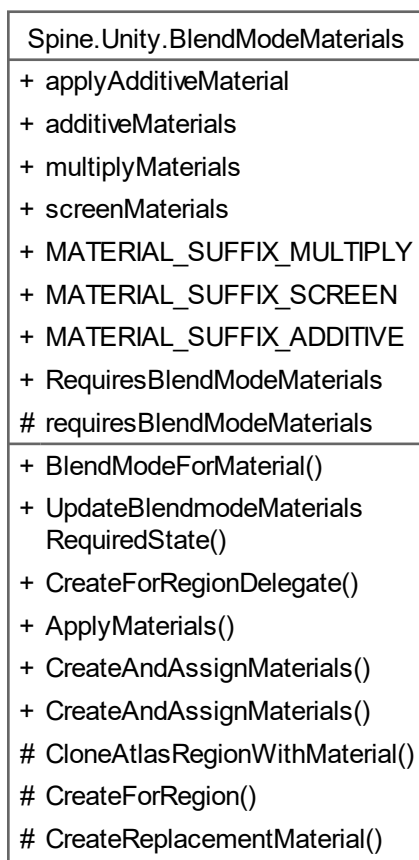 Spine.Unity.BlendModeMaterials
+ applyAdditiveMaterial
+ additiveMaterials
+ multiplyMaterials
+ screenMaterials
+ MATERIAL_SUFFIX_MULTIPLY
+ MATERIAL_SUFFIX_SCREEN
+ MATERIAL_SUFFIX_ADDITIVE
+ RequiresBlendModeMaterials
# requiresBlendModeMaterials
+ BlendModeForMaterial()
+ UpdateBlendmodeMaterials
RequiredState()
+ CreateForRegionDelegate()
+ ApplyMaterials()
+ CreateAndAssignMaterials()
+ CreateAndAssignMaterials()
# CloneAtlasRegionWithMaterial()
# CreateForRegion()
# CreateReplacementMaterial()